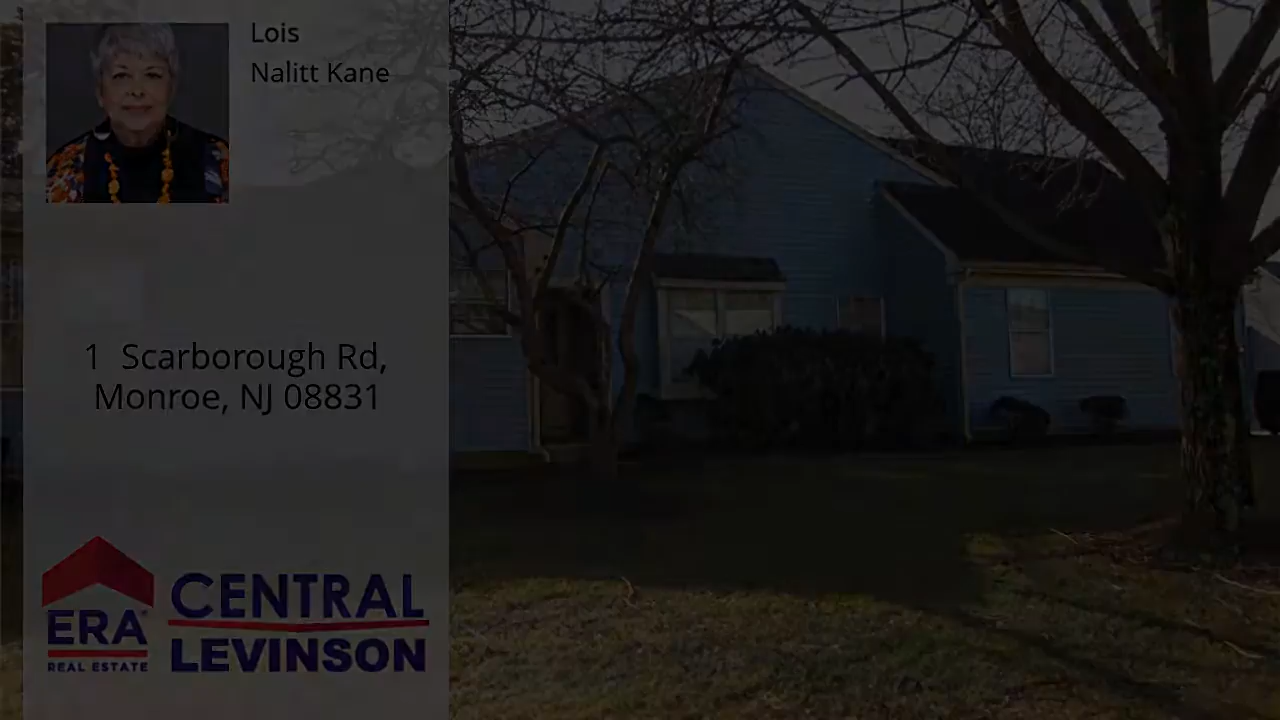 Lois
Nalitt Kane
1 Scarborough Rd,
Monroe, NJ 08831
ERA
REAL ESTATE
CENTRAL
LEVINSON